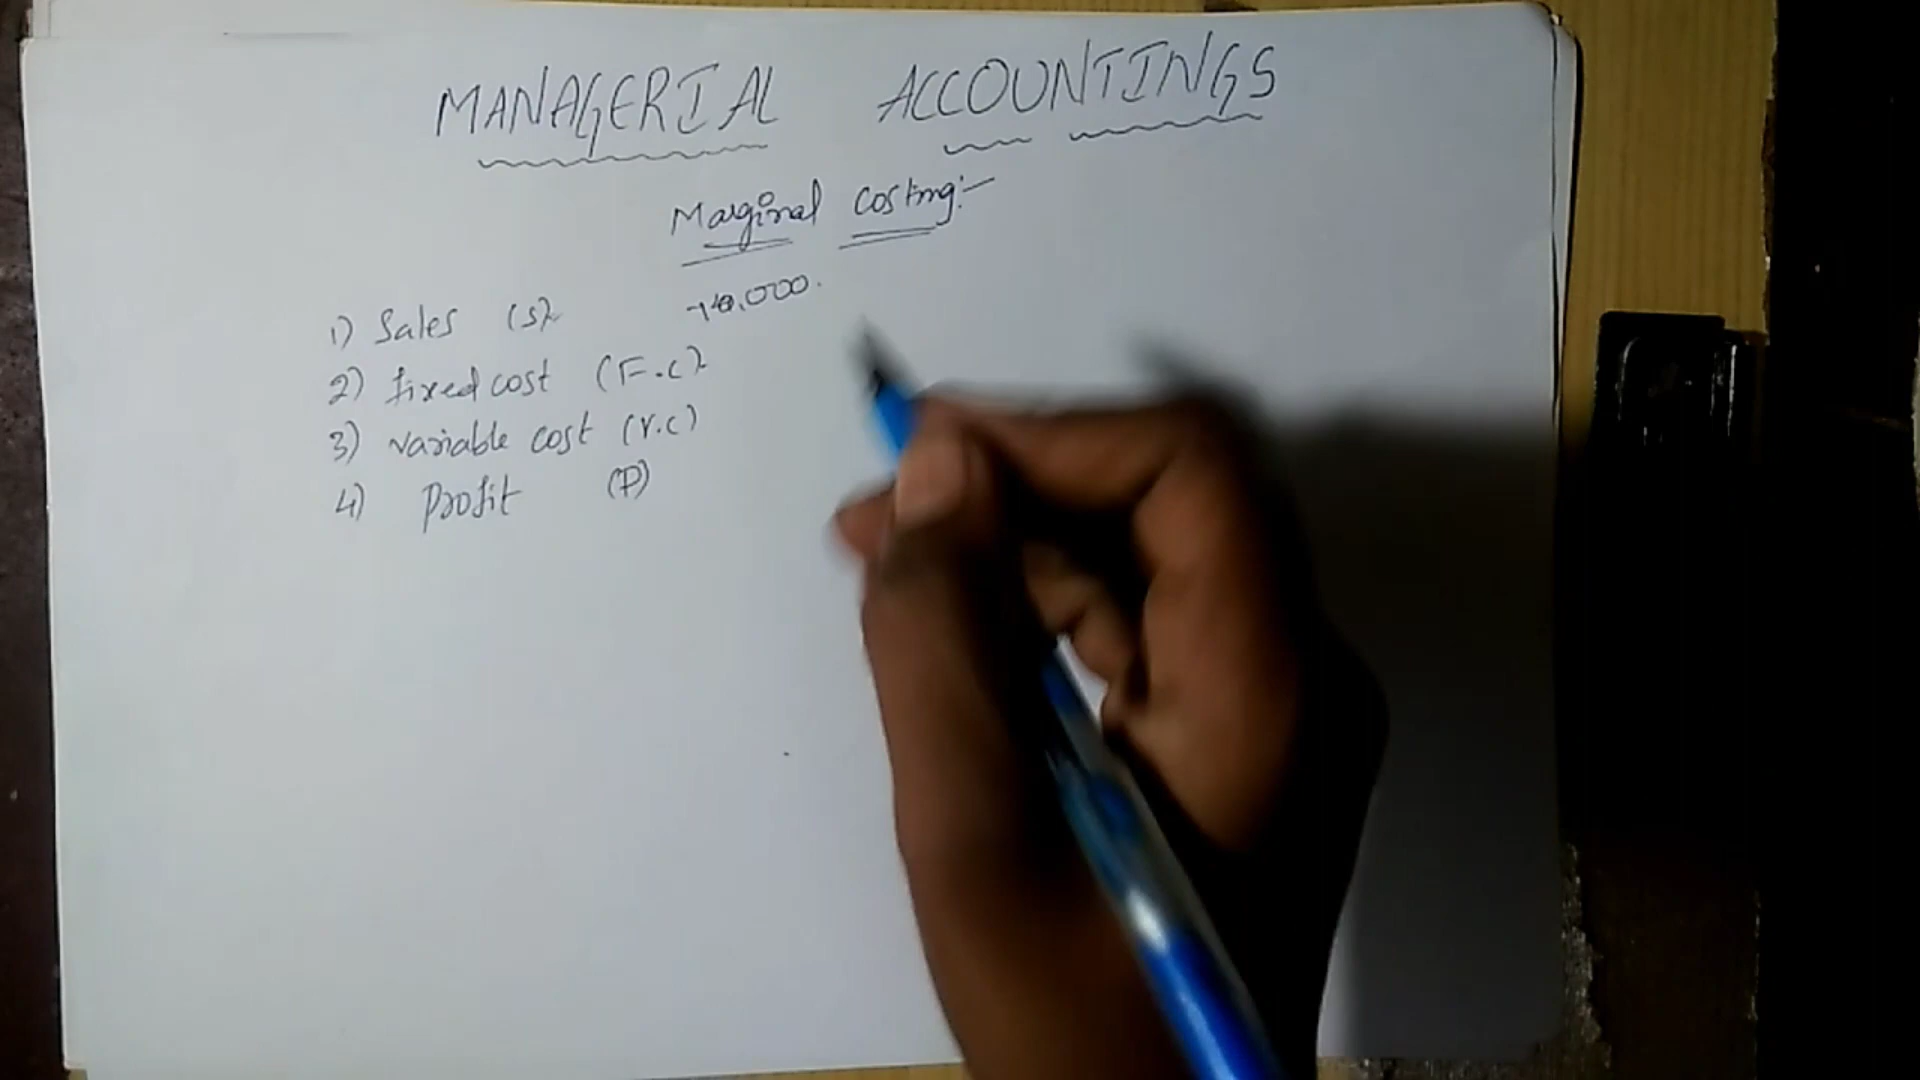 MANAGERIAL ACCOUNTINGS
Marginal Costing:-
1) Sales (S)
2) fixed cost (F.C)
3) variable cost (V.C)
4) Profit (P)